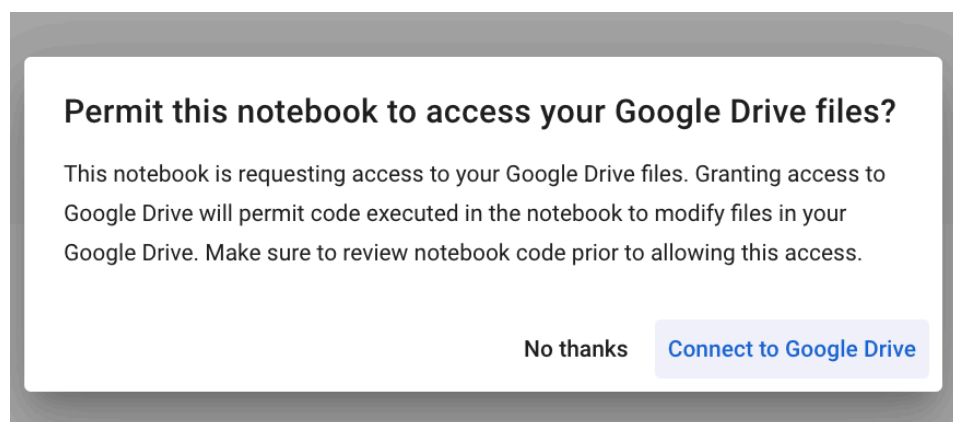 Permit this notebook to access your Google Drive files?
This notebook is requesting access to your Google Drive files. Granting access to
Google Drive will permit code executed in the notebook to modify files in your
Google Drive. Make sure to review notebook code prior to allowing this access.
No thanks
Connect to Google Drive